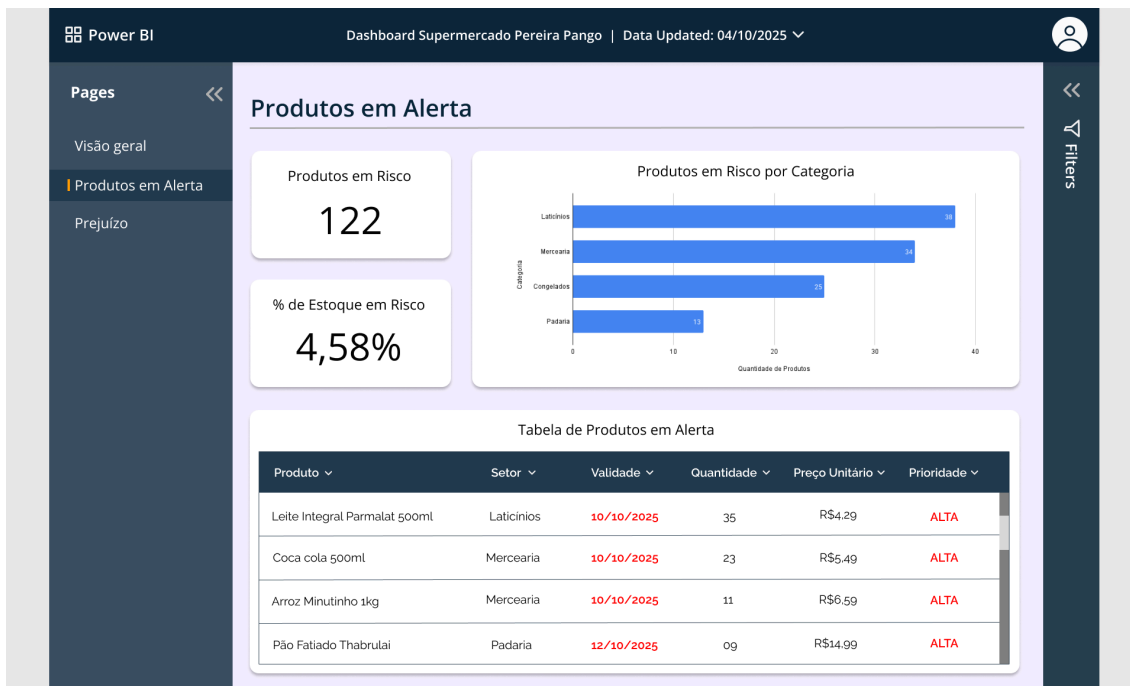 Power BI
Dashboard Supermercado Pereira Pango | Data Updated: 04/10/2025
Pages
Visão geral
Produtos em Alerta
Prejuízo
Filters
Produtos em Alerta
Produtos em Risco
122
% de Estoque em Risco
4,58%
Produtos em Risco por Categoria
Categoria
Laticínios
38
Mercearia
34
Congelados
25
Padaria
13
0 10 20 30 40
Quantidade de Produtos
Tabela de Produtos em Alerta
Produto Setor Validade Quantidade Preço Unitário Prioridade
Leite Integral Parmalat 500ml Laticínios 10/10/2025 35 R$4,29 ALTA
Coca cola 500ml Mercearia 10/10/2025 23 R$5,49 ALTA
Arroz Minutinho 1kg Mercearia 10/10/2025 11 R$6,59 ALTA
Pão Fatiado Thabrulai Padaria 12/10/2025 09 R$14,99 ALTA